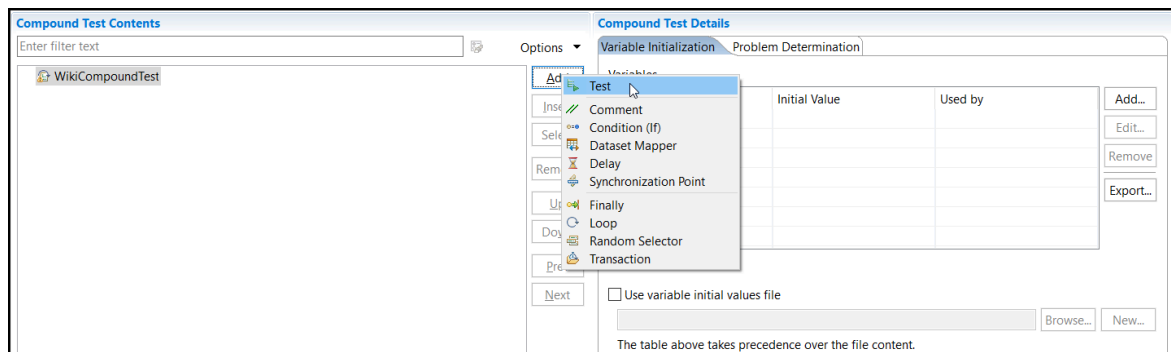 Compound Test Contents
Enter filter text
Options
WikiCompoundTest
Test
Comment
Condition (If)
Dataset Mapper
Delay
Synchronization Point
Finally
Loop
Random Selector
Transaction
Next
Compound Test Details
Variable Initialization Problem Determination
Variables
Initial Value Used by
Add...
Edit...
Remove
Export...
Use variable initial values file
Browse... New...
The table above takes precedence over the file content.